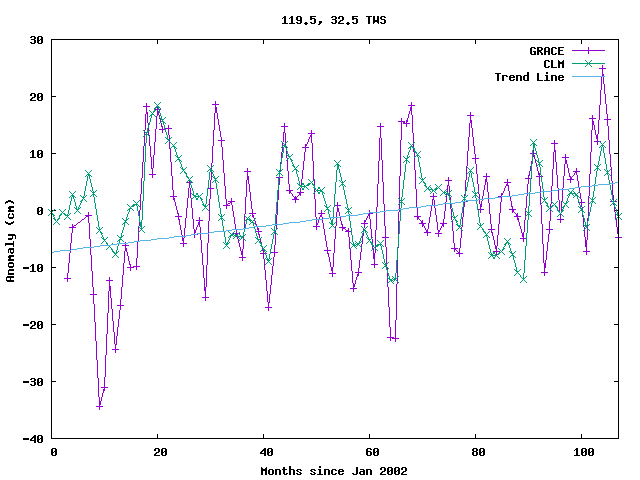 119.5, 32.5 TWS
GRACE
CLM
Trend Line
30
20
10
0
-10
-20
-30
-40
Anomaly (cm)
0 20 40 60 80 100
Months since Jan 2002